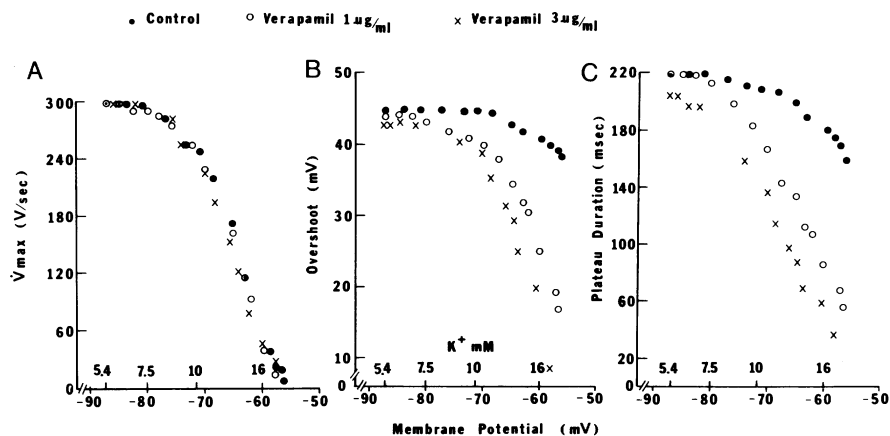 Control
Verapamil 1 ug/ml
Verapamil 3 ug/ml
A
300
240
180
120
60
0
V̇max (V/sec)
5.4 7.5 10 16
-90 -80 -70 -60 -50
B
50
40
30
20
10
0
Overshoot (mV)
K+ mM
5.4 7.5 10 16
-90 -80 -70 -60 -50
Membrane Potential (mV)
C
220
180
140
100
60
20
0
Plateau Duration (msec)
5.4 7.5 10 16
-90 -80 -70 -60 -50